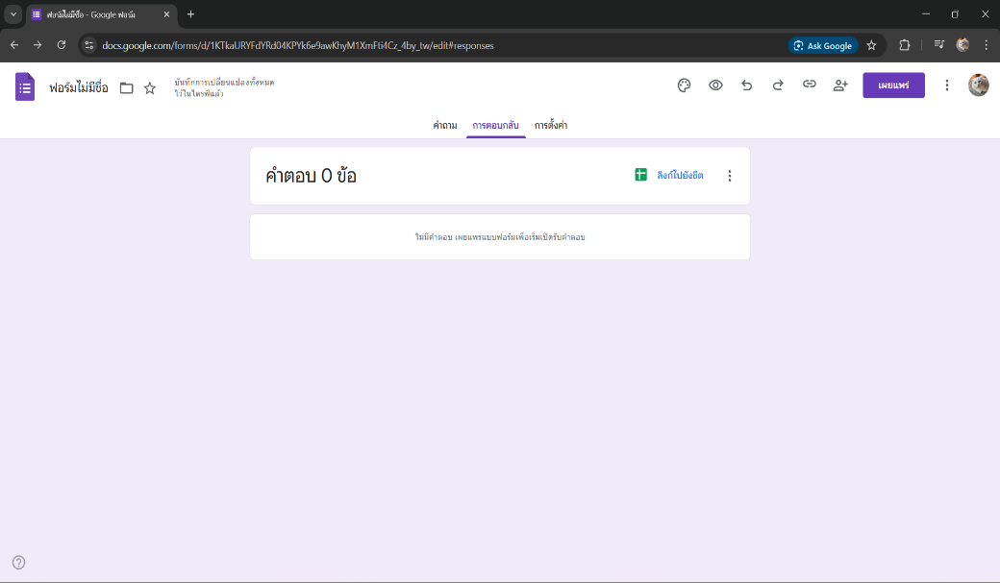 ฟอร์มไม่มีชื่อ - Google ฟอร์ม
docs.google.com/forms/d/1KTkaURYFdYRd04KPYk6e9awKhyM1XmFti4Cz_4by_tw/edit#responses
Ask Google
ฟอร์มไม่มีชื่อ
บันทึกการเปลี่ยนแปลงทั้งหมด
ไว้ในไดรฟ์แล้ว
เผยแพร่
คำถาม การตอบกลับ การตั้งค่า
คำตอบ 0 ข้อ
ลิงก์ไปยังชีต
ไม่มีคำตอบ เผยแพร่แบบฟอร์มเพื่อเริ่มเปิดรับคำตอบ